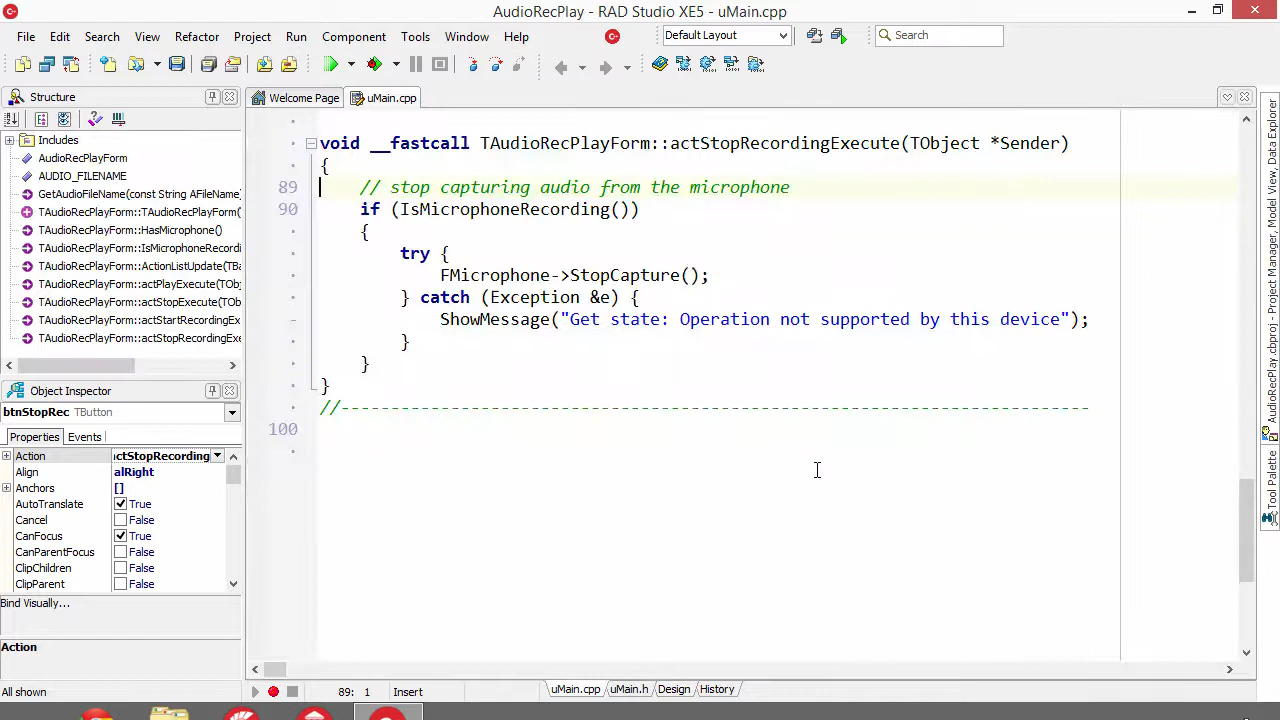 AudioRecPlay - RAD Studio XE5 - uMain.cpp
File Edit Search View Refactor Project Run Component Tools Window Help
Default Layout
Search
Structure
Welcome Page
uMain.cpp
Includes
AudioRecPlayForm
AUDIO_FILENAME
GetAudioFileName(const String AFileName)
TAudioRecPlayForm::TAudioRecPlayForm(
TAudioRecPlayForm::HasMicrophone()
TAudioRecPlayForm::IsMicrophoneRecordi
TAudioRecPlayForm::ActionListUpdate(TBa
TAudioRecPlayForm::actPlayExecute(TObj
TAudioRecPlayForm::actStopExecute(TOb
TAudioRecPlayForm::actStartRecordingEx
TAudioRecPlayForm::actStopRecordingExe
void __fastcall TAudioRecPlayForm::actStopRecordingExecute(TObject *Sender)
{
89 // stop capturing audio from the microphone
90 if (IsMicrophoneRecording())
{
try {
FMicrophone->StopCapture();
} catch (Exception &e) {
ShowMessage("Get state: Operation not supported by this device");
}
}
}
//---------------------------------------------------------------------------
100
Object Inspector
btnStopRec TButton
Properties Events
Action actStopRecording
Align alRight
Anchors []
AutoTranslate True
Cancel False
CanFocus True
CanParentFocus False
ClipChildren False
ClipParent False
Bind Visually...
Action
All shown
89: 1 Insert
uMain.cpp uMain.h Design History
AudioRecPlay.cbproj - Project Manager, Model View, Data Explorer
Tool Palette